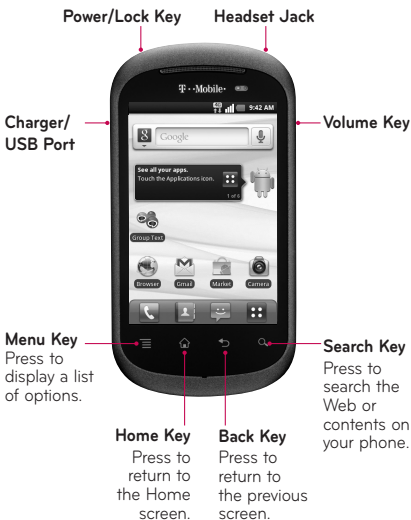 Power/Lock Key
Headset Jack
T··Mobile·
4G
9:42 AM
Charger/
USB Port
Volume Key
8 Google
See all your apps.
Touch the Applications icon.
1 of 6
Group Text
Browser
Gmail
Market
Camera
Menu Key
Press to
display a list
of options.
Search Key
Press to
search the
Web or
contents on
your phone.
Home Key
Press to
return to
the Home
screen.
Back Key
Press to
return to
the previous
screen.